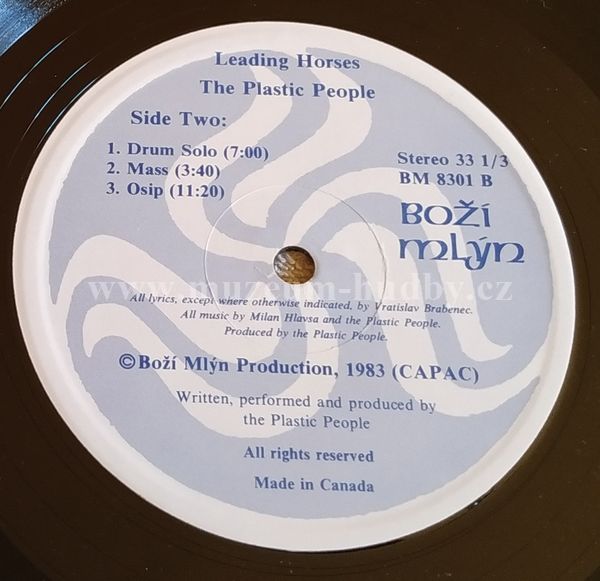 Leading Horses
The Plastic People
Side Two:
1. Drum Solo (7:00)
2. Mass (3:40)
3. Osip (11:20)
Stereo 33 1/3
BM 8301 B
BOŽÍ
MLÝN
www.muzeum-hudby.cz
All lyrics, except where otherwise indicated, by Vratislav Brabenec.
All music by Milan Hlavsa and the Plastic People.
Produced by the Plastic People.
©Boží Mlýn Production, 1983 (CAPAC)
Written, performed and produced by
the Plastic People
All rights reserved
Made in Canada